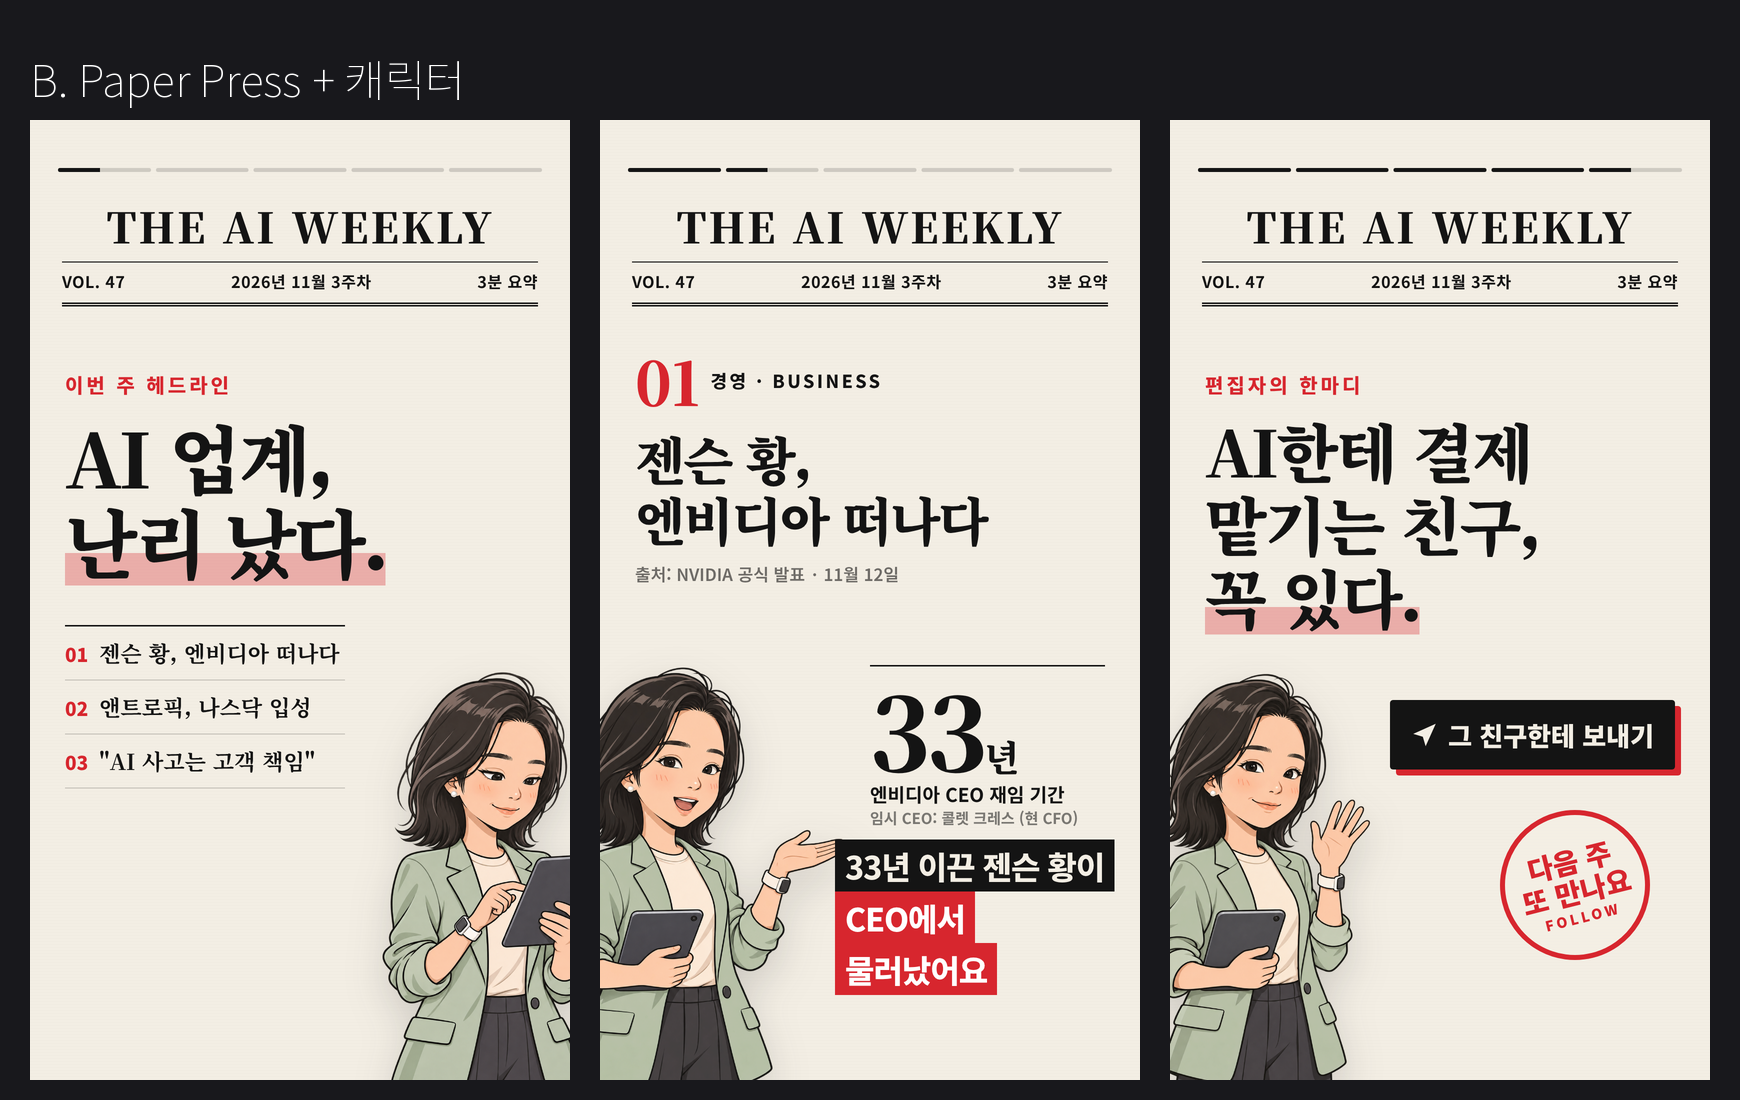 B. Paper Press + 캐릭터
THE AI WEEKLY
VOL. 47 2026년 11월 3주차 3분 요약
이번 주 헤드라인
AI 업계,
난리 났다.
01 젠슨 황, 엔비디아 떠나다
02 앤트로픽, 나스닥 입성
03 "AI 사고는 고객 책임"
THE AI WEEKLY
VOL. 47 2026년 11월 3주차 3분 요약
01 경영 · BUSINESS
젠슨 황,
엔비디아 떠나다
출처: NVIDIA 공식 발표 · 11월 12일
33년
엔비디아 CEO 재임 기간
임시 CEO: 콜렛 크레스 (현 CFO)
33년 이끈 젠슨 황이
CEO에서
물러났어요
THE AI WEEKLY
VOL. 47 2026년 11월 3주차 3분 요약
편집자의 한마디
AI한테 결제
맡기는 친구,
꼭 있다.
그 친구한테 보내기
다음 주
또 만나요
FOLLOW